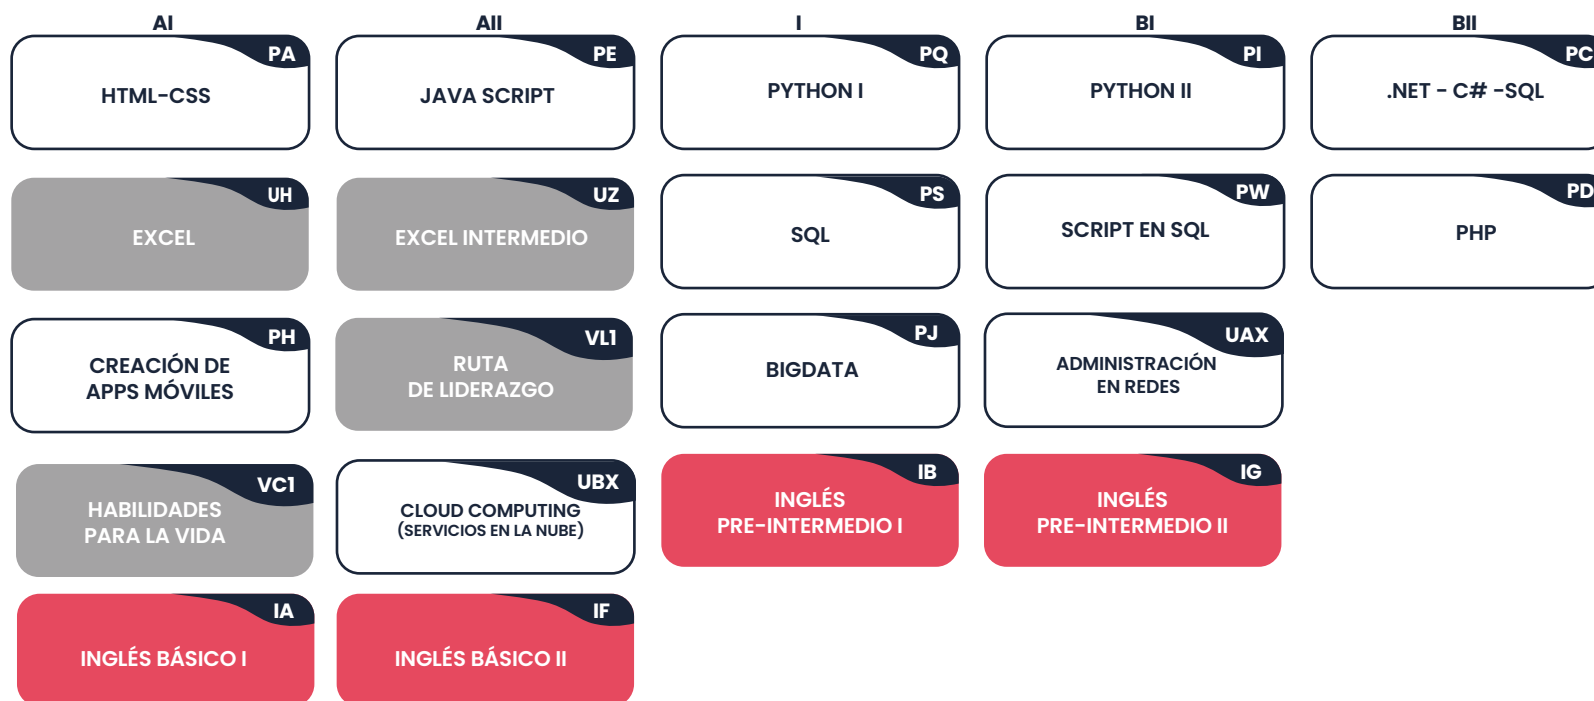 AI
AII
I
BI
BII
PA
HTML-CSS
PE
JAVA SCRIPT
PQ
PYTHON I
PI
PYTHON II
PC
.NET - C# -SQL
UH
EXCEL
UZ
EXCEL INTERMEDIO
PS
SQL
PW
SCRIPT EN SQL
PD
PHP
PH
CREACIÓN DE
APPS MÓVILES
VL1
RUTA
DE LIDERAZGO
PJ
BIGDATA
UAX
ADMINISTRACIÓN
EN REDES
VC1
HABILIDADES
PARA LA VIDA
UBX
CLOUD COMPUTING
(SERVICIOS EN LA NUBE)
IB
INGLÉS
PRE-INTERMEDIO I
IG
INGLÉS
PRE-INTERMEDIO II
IA
INGLÉS BÁSICO I
IF
INGLÉS BÁSICO II